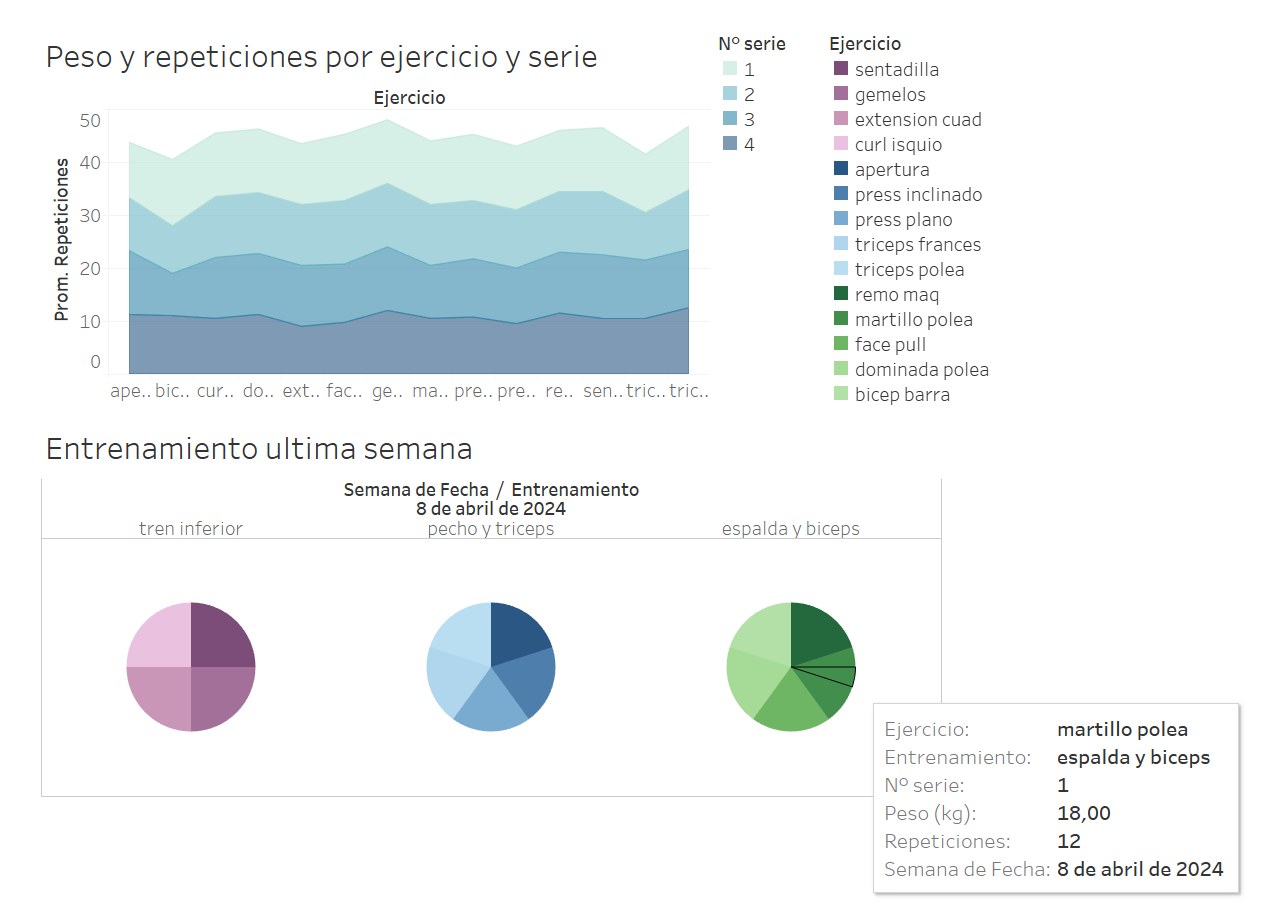 Peso y repeticiones por ejercicio y serie
Ejercicio
Prom. Repeticiones
50
40
30
20
10
0
ape.. bic.. cur.. do.. ext.. fac.. ge.. ma.. pre.. pre.. re.. sen.. tric.. tric..
Nº serie
1
2
3
4
Ejercicio
sentadilla
gemelos
extension cuad
curl isquio
apertura
press inclinado
press plano
triceps frances
triceps polea
remo maq
martillo polea
face pull
dominada polea
bicep barra
Entrenamiento ultima semana
Semana de Fecha / Entrenamiento
8 de abril de 2024
tren inferior pecho y triceps espalda y biceps
Ejercicio: martillo polea
Entrenamiento: espalda y biceps
Nº serie: 1
Peso (kg): 18,00
Repeticiones: 12
Semana de Fecha: 8 de abril de 2024